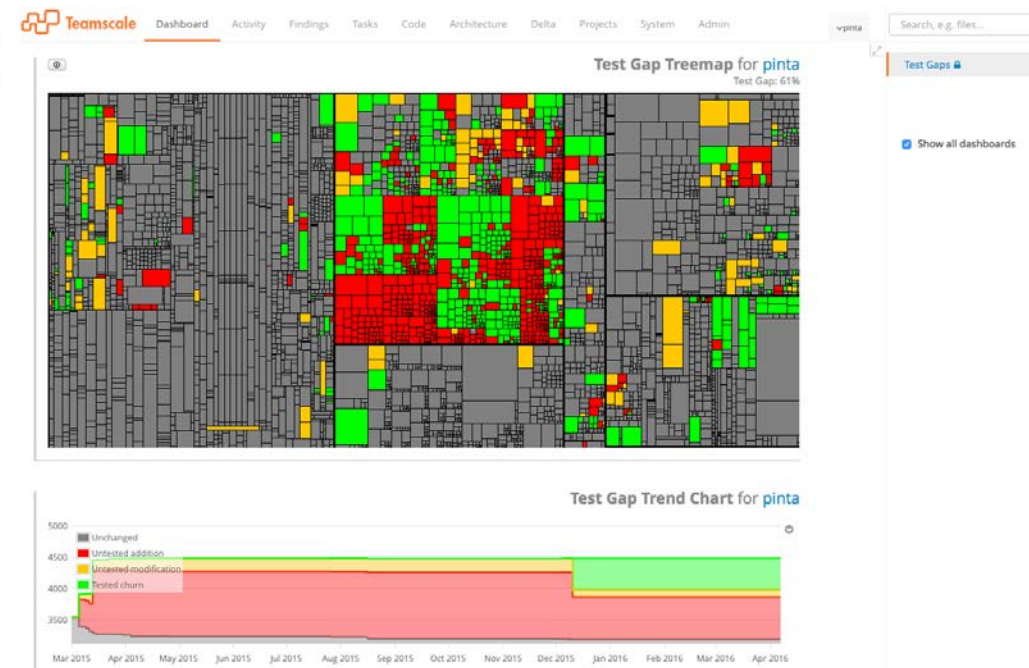 Teamscale Dashboard Activity Findings Tasks Code Architecture Delta Projects System Admin pinta Search, e.g. files...
Test Gap Treemap for pinta
Test Gap: 61%
Test Gaps
Show all dashboards
Test Gap Trend Chart for pinta
5000
Unchanged
4500
Untested addition
Untested modification
4000
Tested churn
3500
Mar 2015 Apr 2015 May 2015 Jun 2015 Jul 2015 Aug 2015 Sep 2015 Oct 2015 Nov 2015 Dec 2015 Jan 2016 Feb 2016 Mar 2016 Apr 2016